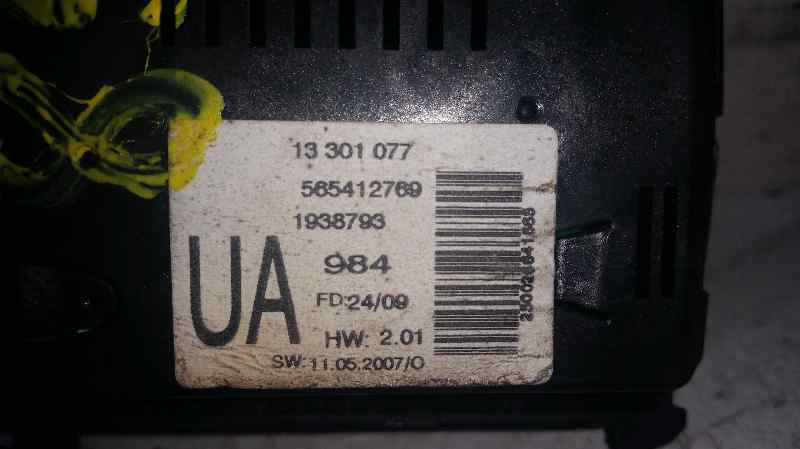 13 301 077
565412769
1938793
UA
984
FD:24/09
HW: 2.01
SW: 11.05.2007/O